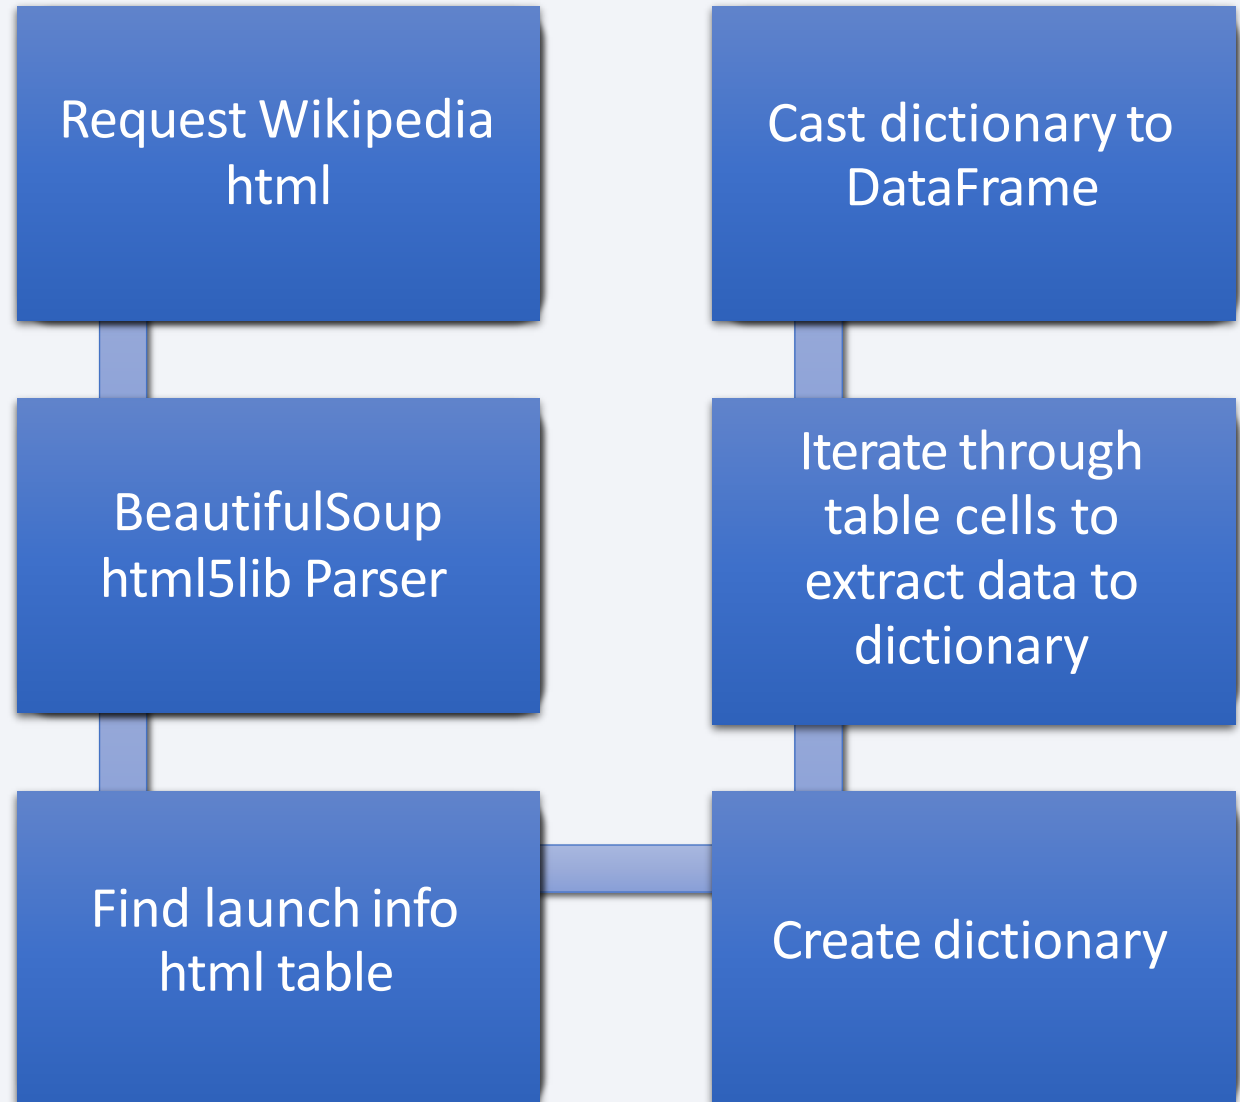 Request Wikipedia
html
BeautifulSoup
html5lib Parser
Find launch info
html table
Create dictionary
Iterate through
table cells to
extract data to
dictionary
Cast dictionary to
DataFrame